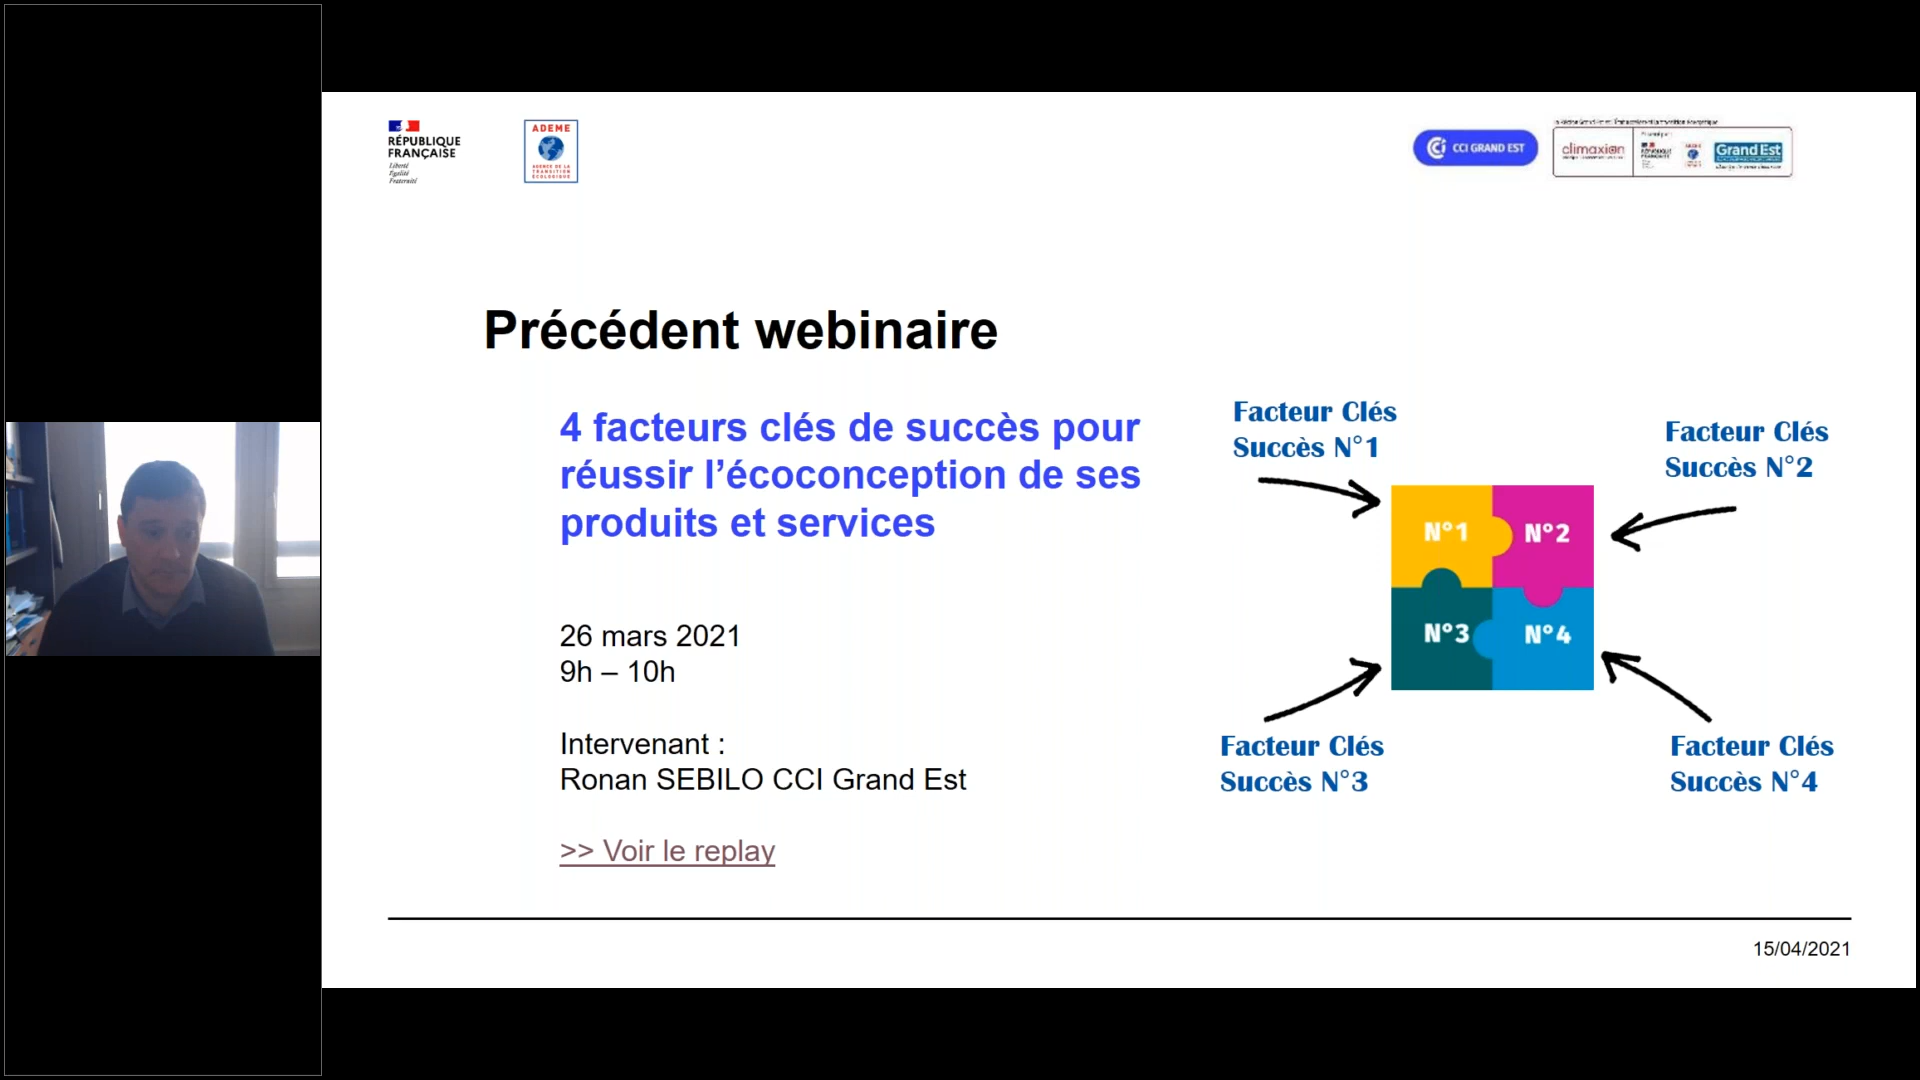 RÉPUBLIQUE
FRANÇAISE
Liberté
Égalité
Fraternité
ADEME
AGENCE DE LA
TRANSITION
ÉCOLOGIQUE
CCI GRAND EST
climaxion
RÉPUBLIQUE
FRANÇAISE
Grand Est
Précédent webinaire
4 facteurs clés de succès pour
réussir l’écoconception de ses
produits et services
26 mars 2021
9h – 10h
Intervenant :
Ronan SEBILO CCI Grand Est
>> Voir le replay
Facteur Clés
Succès N°1
Facteur Clés
Succès N°2
N°1
N°2
N°3
N°4
Facteur Clés
Succès N°3
Facteur Clés
Succès N°4
15/04/2021